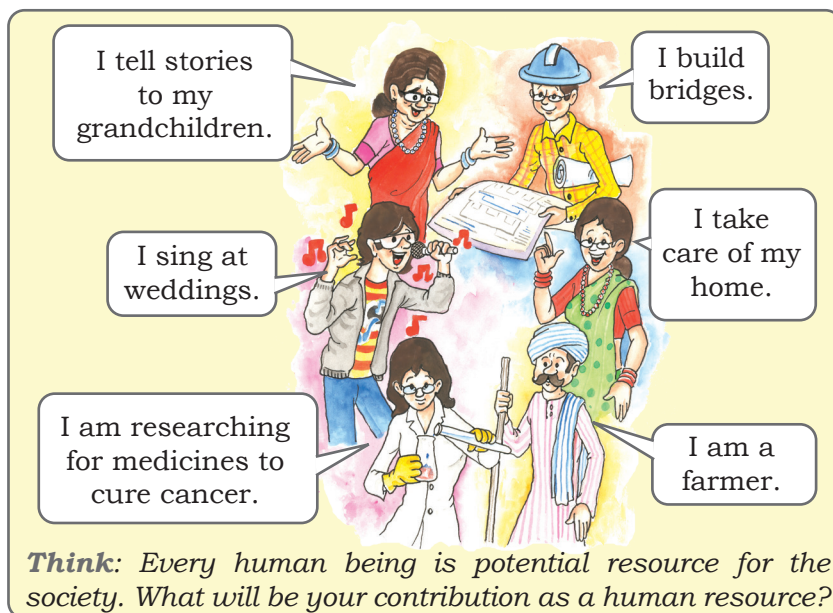 I tell stories
to my
grandchildren.
I build
bridges.
I sing at
weddings.
I take
care of my
home.
I am researching
for medicines to
cure cancer.
I am a
farmer.
Think: Every human being is potential resource for the
society. What will be your contribution as a human resource?